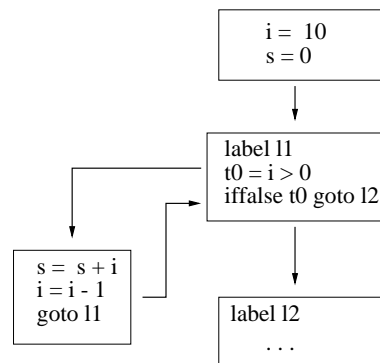 i = 10
s = 0
label l1
t0 = i > 0
iffalse t0 goto l2
s = s + i
i = i - 1
goto l1
label l2
. . .